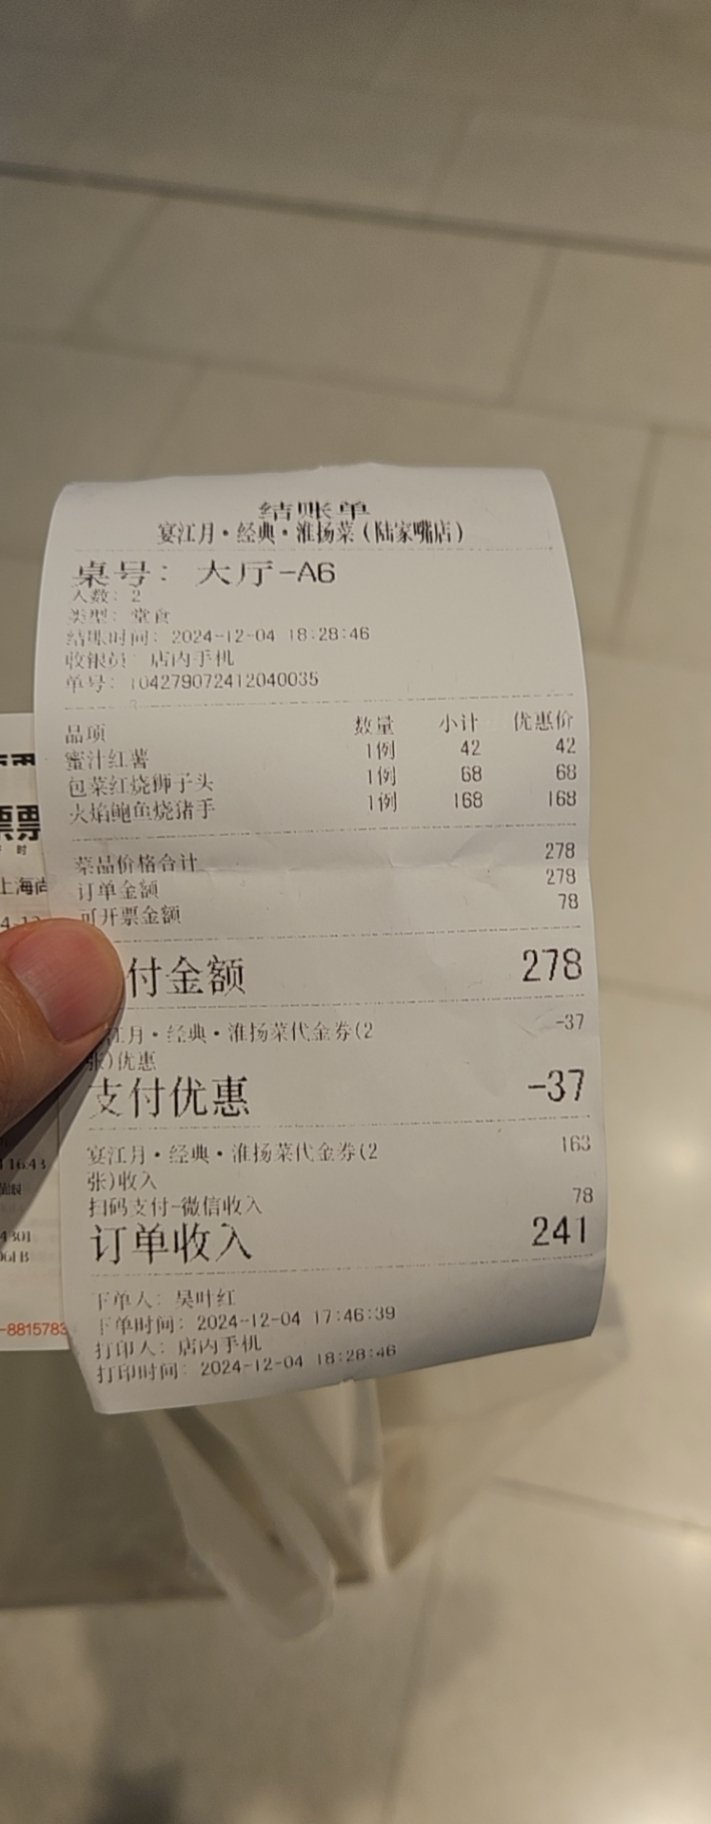 结账单
宴江月·经典·淮扬菜(陆家嘴店)
桌号: 大厅-A6
人数: 2
类型: 堂食
结账时间: 2024-12-04 18:28:46
收银员: 店内手机
单号: 104279072412040035
品项 数量 小计 优惠价
蜜汁红薯 1例 42 42
包菜红烧狮子头 1例 68 68
火焰鲍鱼烧猪手 1例 168 168
菜品价格合计 278
订单金额 278
可开票金额 78
付金额 278
江月·经典·淮扬菜代金券(2 -37
张)优惠
支付优惠 -37
宴江月·经典·淮扬菜代金券(2 163
张)收入
扫码支付-微信收入 78
订单收入 241
下单人: 吴叶红
下单时间: 2024-12-04 17:46:39
打印人: 店内手机
打印时间: 2024-12-04 18:28:46
票
时
上海尚
16:43
4301
-8815783